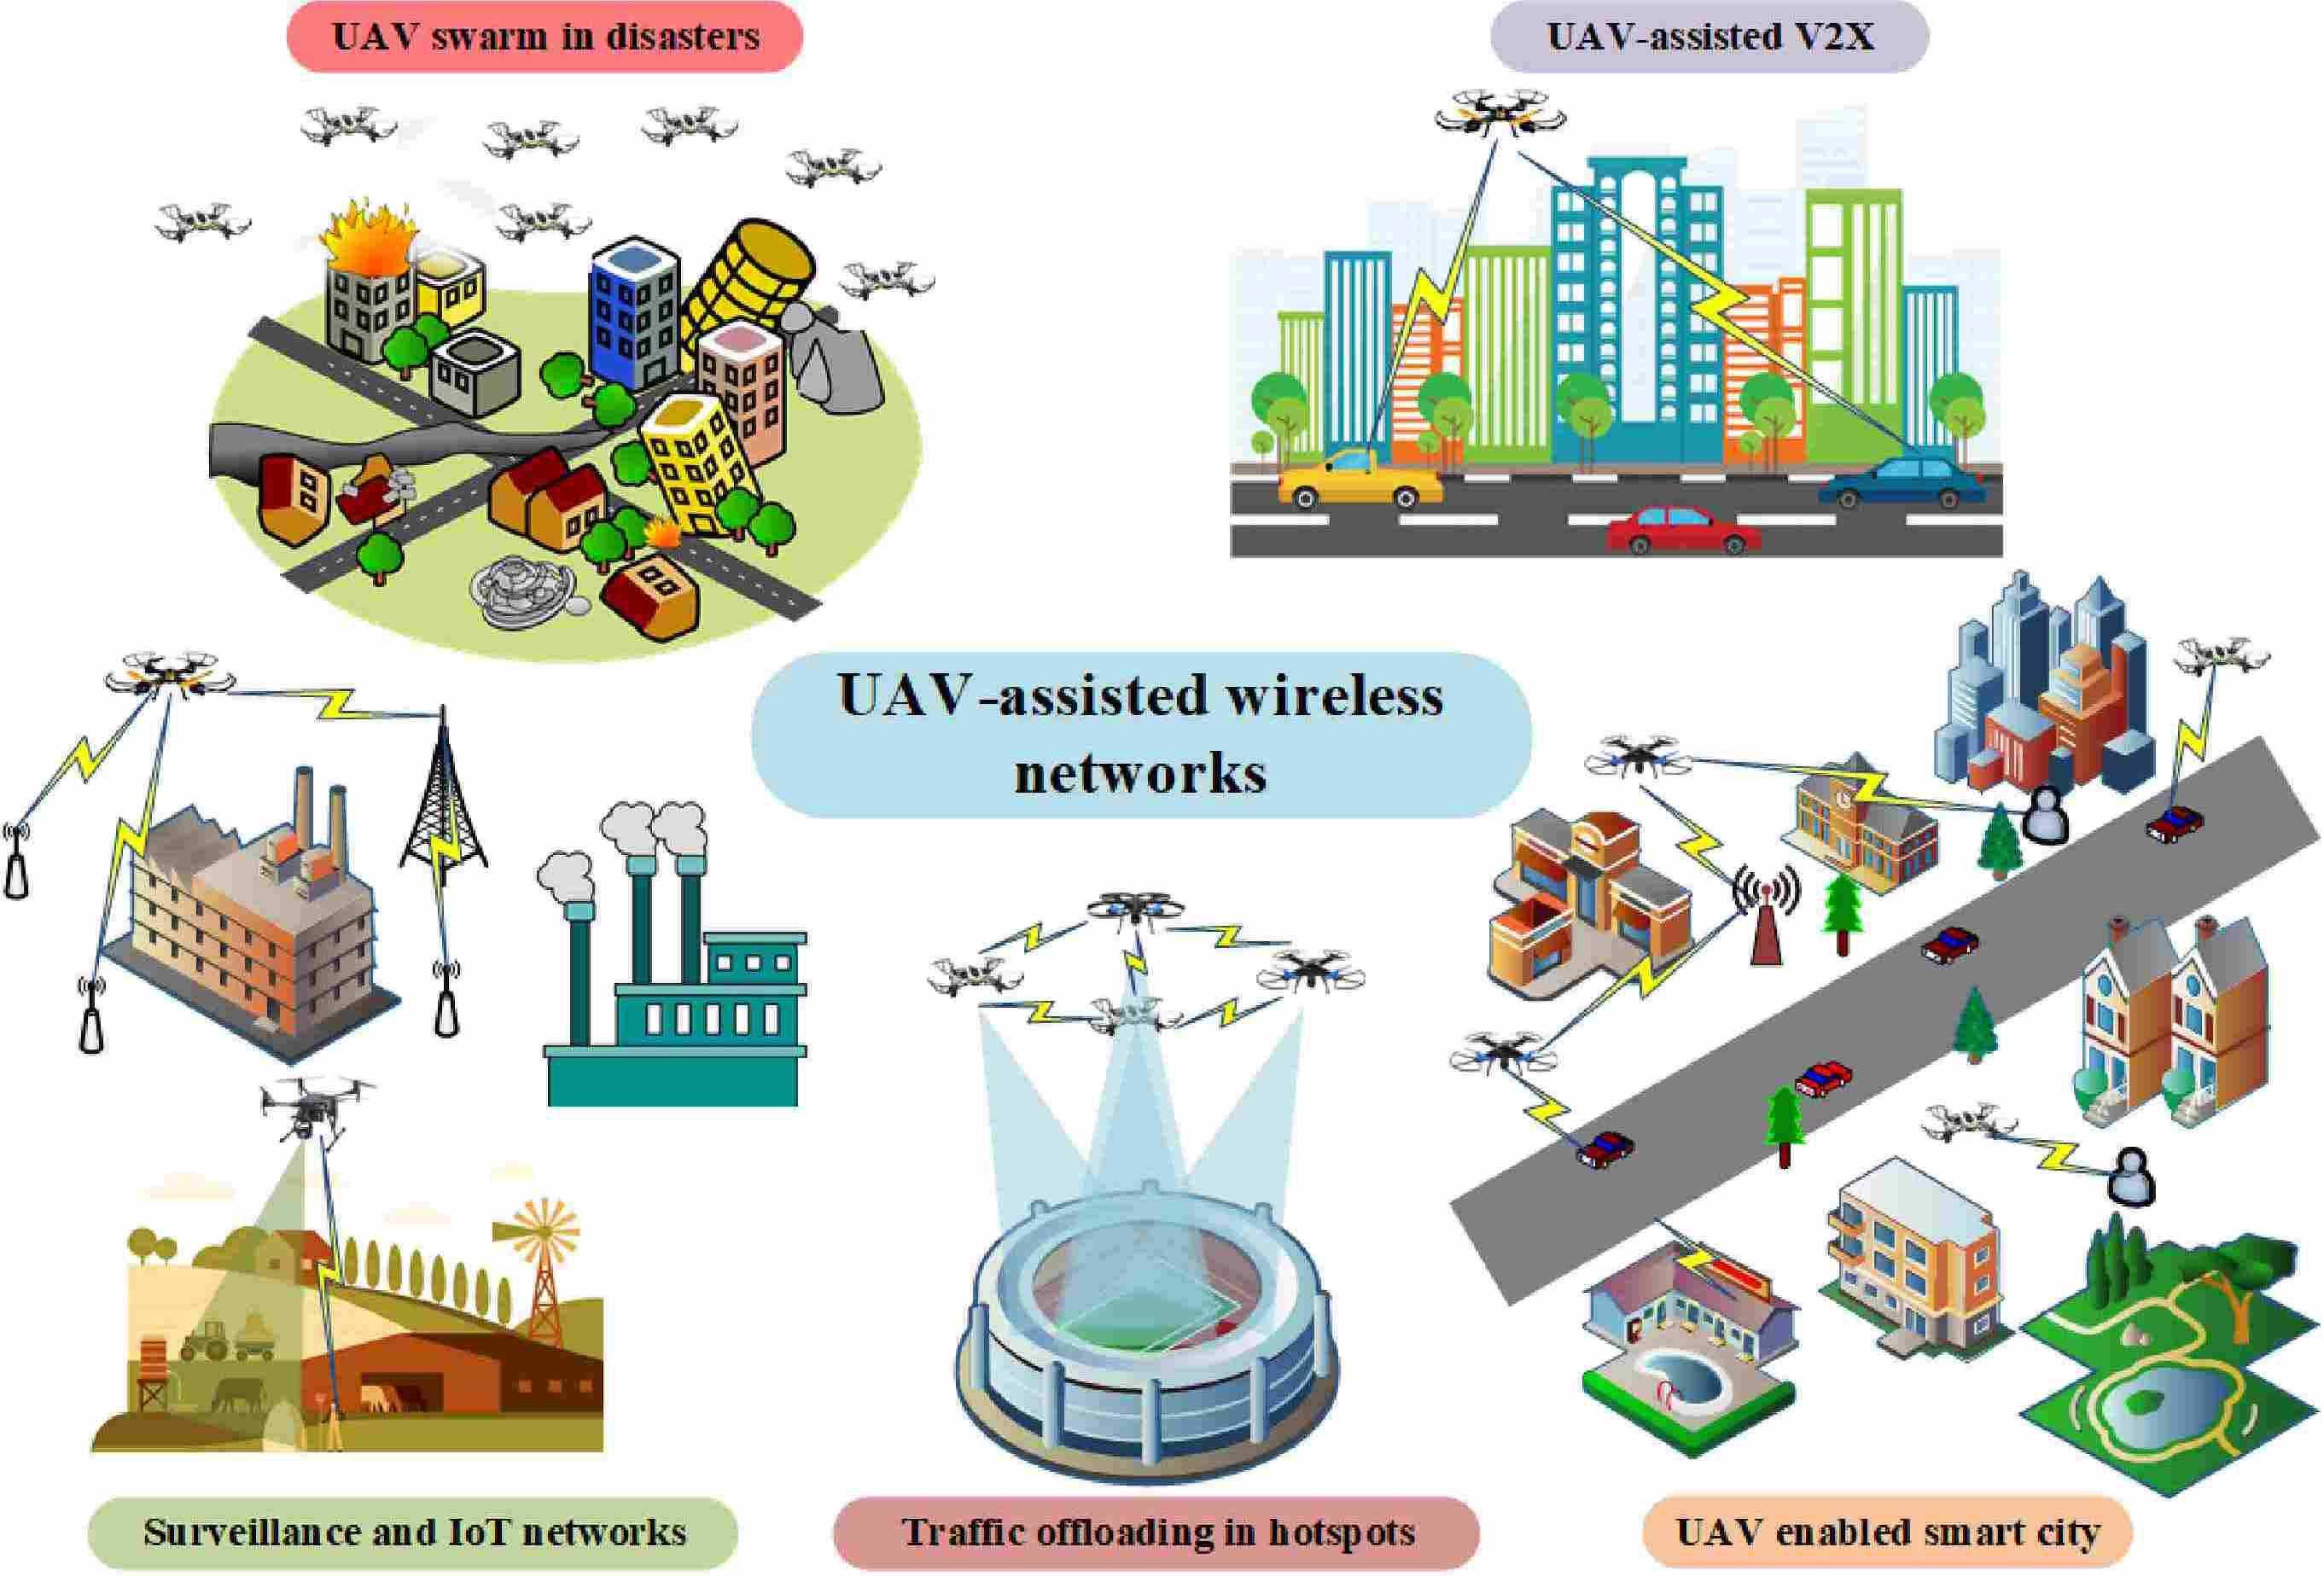 UAV swarm in disasters
UAV-assisted V2X
UAV-assisted wireless
networks
Surveillance and IoT networks
Traffic offloading in hotspots
UAV enabled smart city